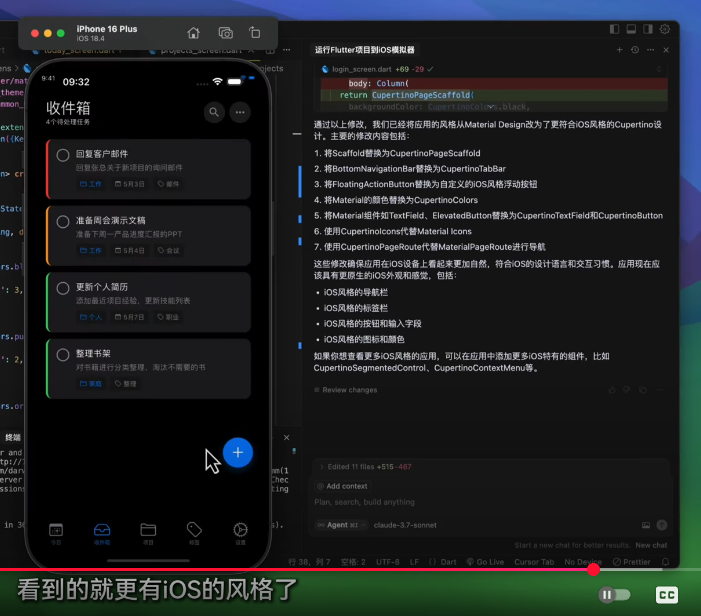 iPhone 16 Plus
iOS 18.4
today_screen.dart
projects_screen.dart
9:41
09:32
收件箱
4个待处理任务
回复客户邮件
回复张总关于新项目的询问邮件
工作
5月3日
邮件
准备周会演示文稿
准备下周一产品进度汇报的PPT
工作
5月4日
会议
更新个人简历
添加最近项目经验，更新技能列表
个人
5月7日
职业
整理书架
对书籍进行分类整理，淘汰不需要的书
家庭
整理
今日
收件箱
项目
标签
设置
终端
运行Flutter项目到iOS模拟器
login_screen.dart +69 -29
body: Column(
return CupertinoPageScaffold(
backgroundColor: CupertinoColors.black,
通过以上修改，我们已经将应用的风格从Material Design改为了更符合iOS风格的Cupertino设
计。主要的修改内容包括：
1. 将Scaffold替换为CupertinoPageScaffold
2. 将BottomNavigationBar替换为CupertinoTabBar
3. 将FloatingActionButton替换为自定义的iOS风格浮动按钮
4. 将Material的颜色替换为CupertinoColors
5. 将Material组件如TextField、ElevatedButton替换为CupertinoTextField和CupertinoButton
6. 使用CupertinoIcons代替Material Icons
7. 使用CupertinoPageRoute代替MaterialPageRoute进行导航
这些修改确保应用在iOS设备上看起来更加自然，符合iOS的设计语言和交互习惯。应用现在应
该具有更原生的iOS外观和感觉，包括：
• iOS风格的导航栏
• iOS风格的标签栏
• iOS风格的按钮和输入字段
• iOS风格的图标和颜色
如果你想查看更多iOS风格的应用，可以在应用中添加更多iOS特有的组件，比如
CupertinoSegmentedControl、CupertinoContextMenu等。
Review changes
Edited 11 files +515 -467
Add context
Plan, search, build anything
Agent ⌘I claude-3.7-sonnet
Start a new chat for better results. New chat
行 38，列 7 空格: 2 UTF-8 LF {} Dart Go Live Cursor Tab No Device Prettier
看到的就更有iOS的风格了
CC